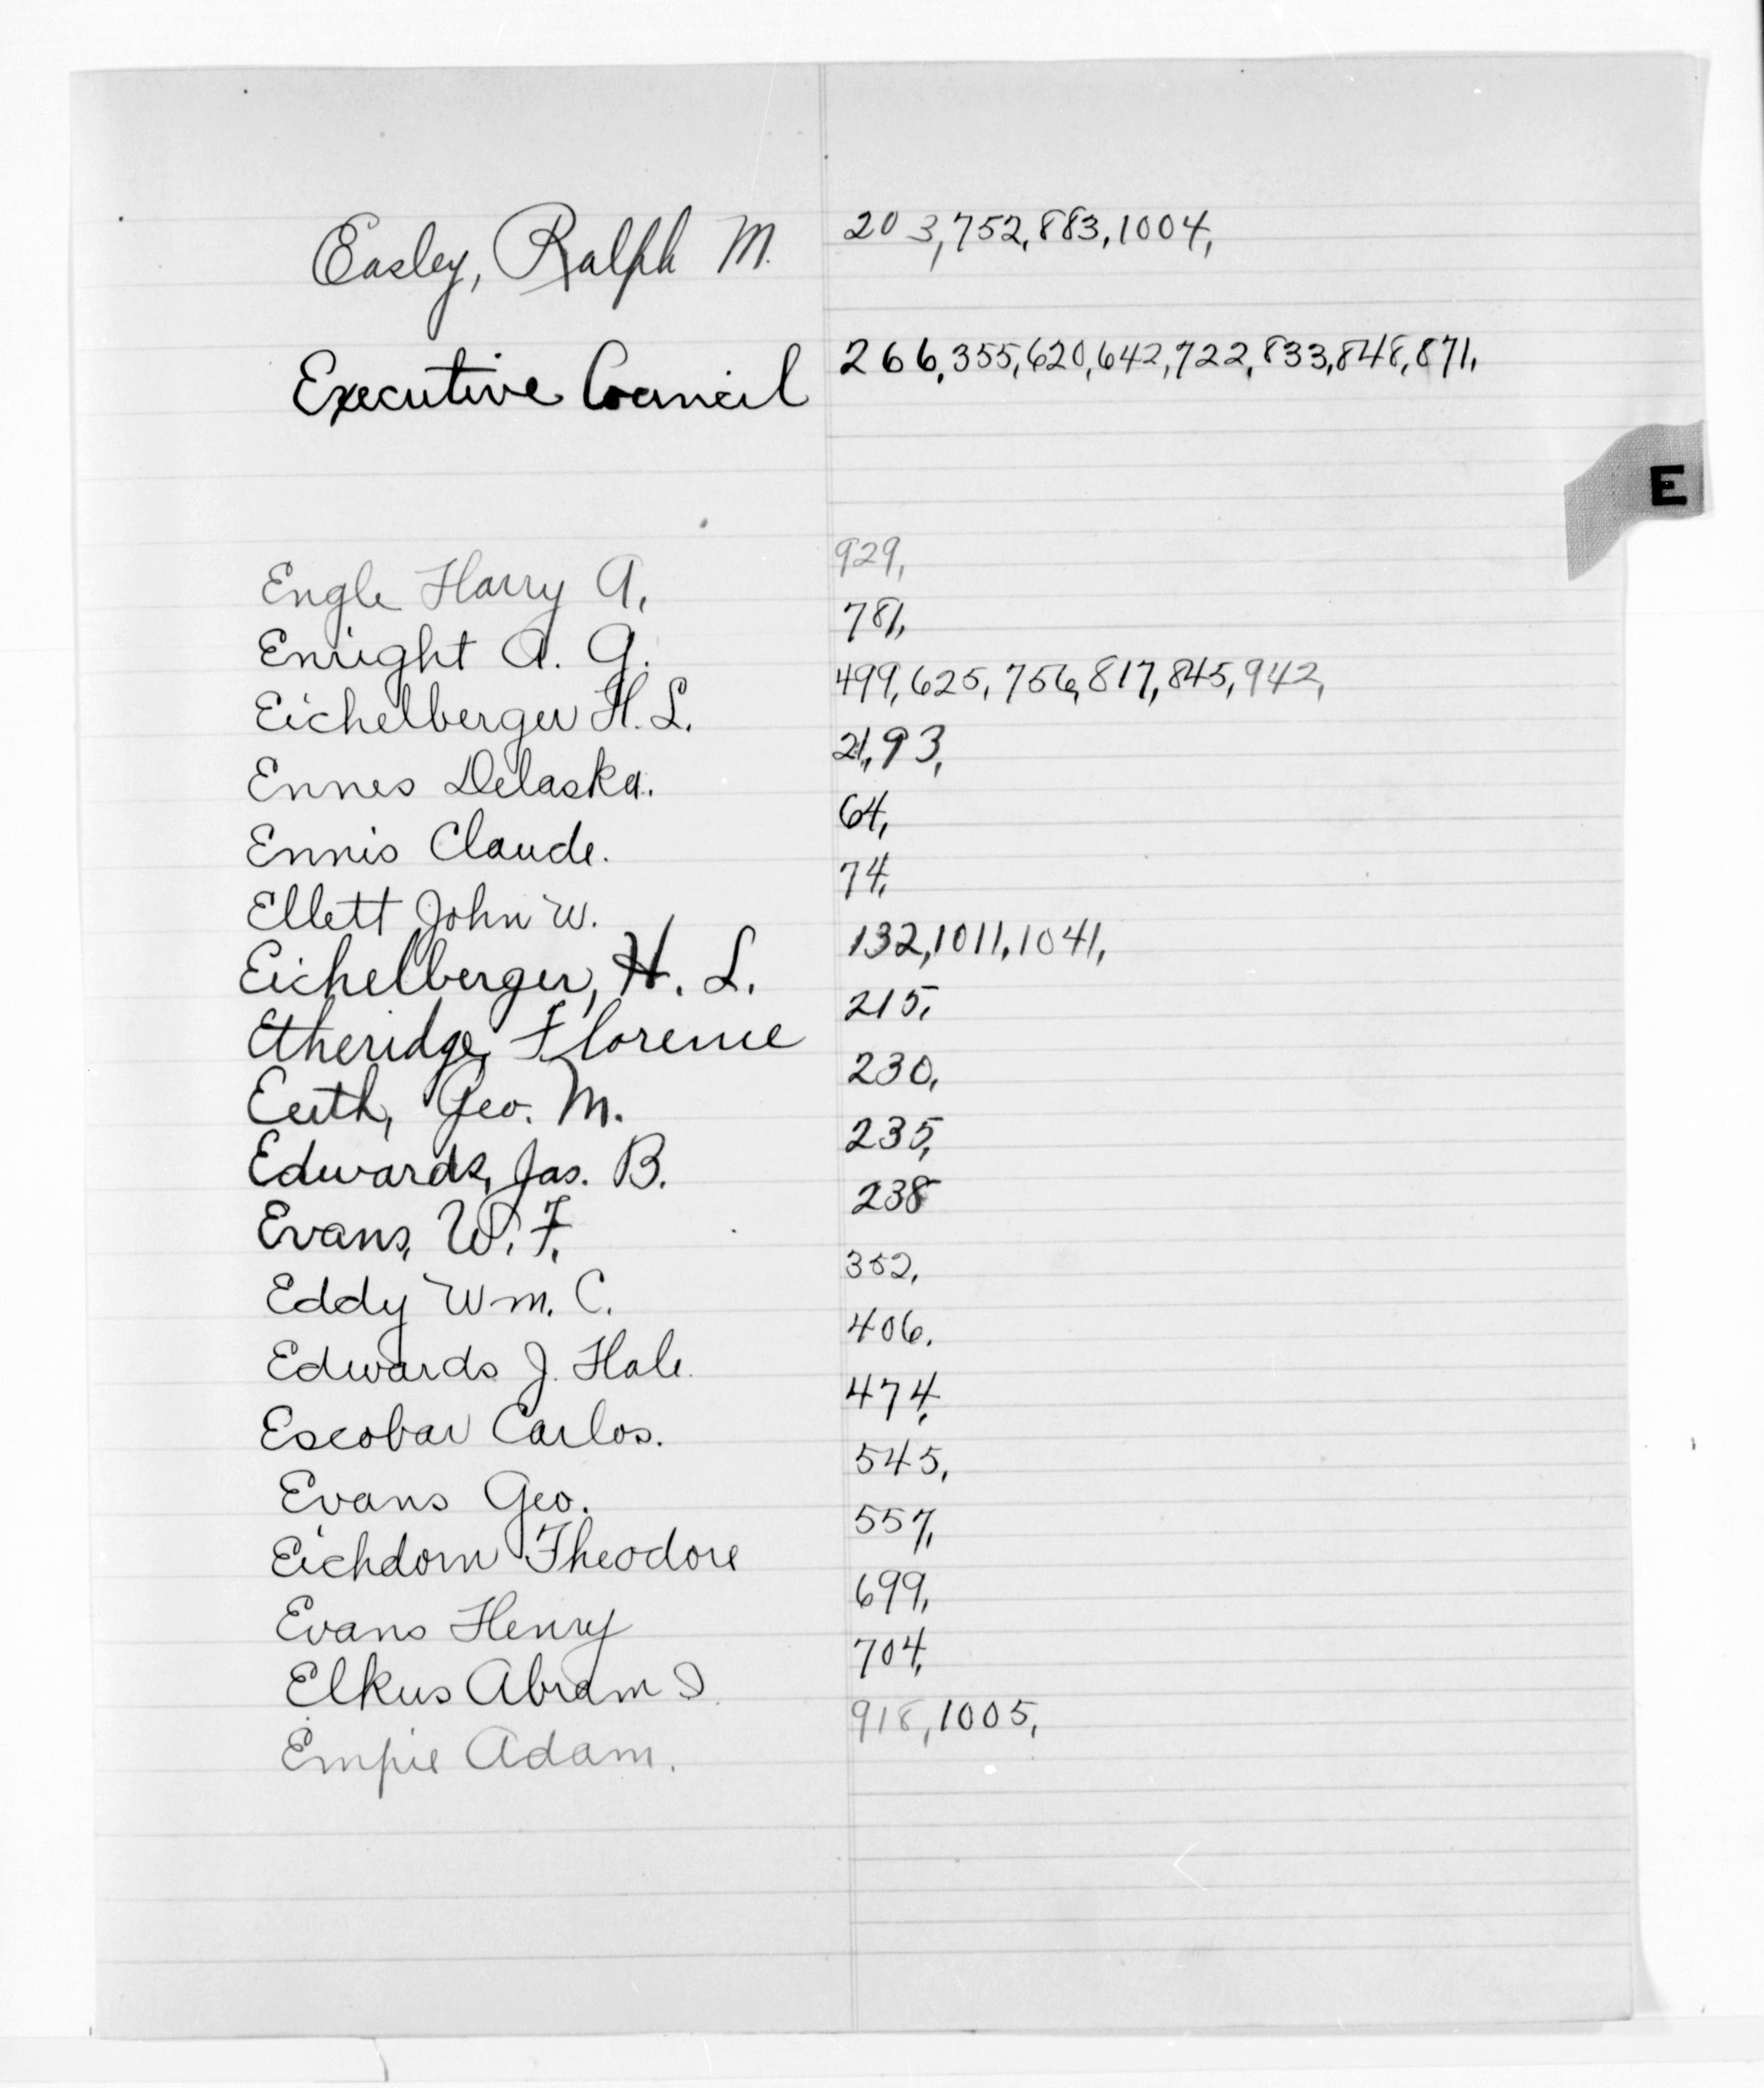 Easley, Ralph M. 203,752,883,1004,
Executive Council 266,355,620,642,722,833,848,871,
E
Engle Harry A, 929,
Enright A. G. 781,
Eichelberger H. L. 499,625,756,817,845,942,
Ennes Delaska. 21,93,
Ennis Claude. 64,
Ellett John W. 74,
Eichelberger, H. L. 132,1011,1041,
Etheridge, Florence 215,
Euth, Geo. M. 230,
Edwards, Jas. B. 235,
Evans, W. F. 238
Eddy Wm. C. 352,
Edwards J. Hale. 406.
Escobar Carlos. 474,
Evans Geo. 545,
Eichdorn Theodore 557,
Evans Henry 699,
Elkus Abram I. 704,
Empie Adam. 918,1005,